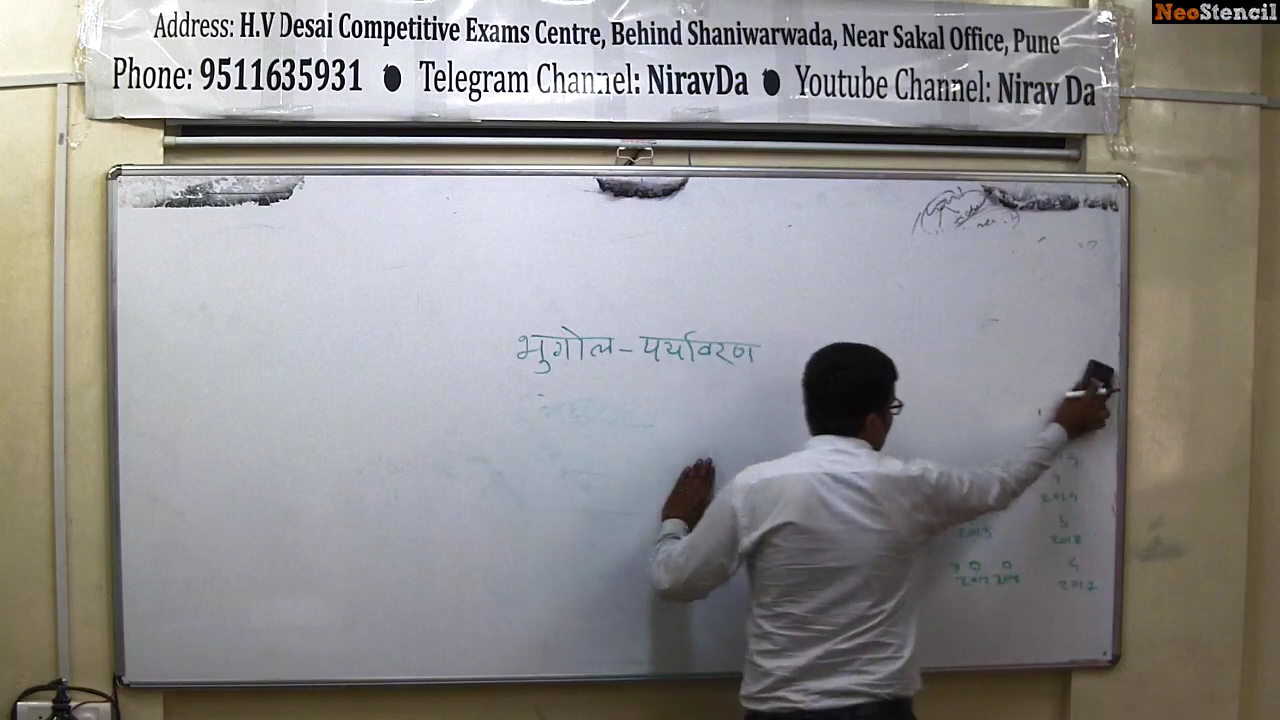 NeoStencil
Address: H.V Desai Competitive Exams Centre, Behind Shaniwarwada, Near Sakal Office, Pune
Phone: 9511635931 ● Telegram Channel: NiravDa ● Youtube Channel: Nirav Da
भुगोल - पर्यावरण